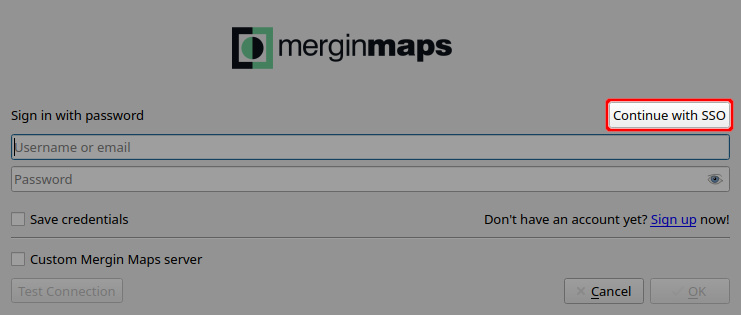 merginmaps
Sign in with password
Continue with SSO
Username or email
Password
Save credentials
Don't have an account yet? Sign up now!
Custom Mergin Maps server
Test Connection
Cancel
OK